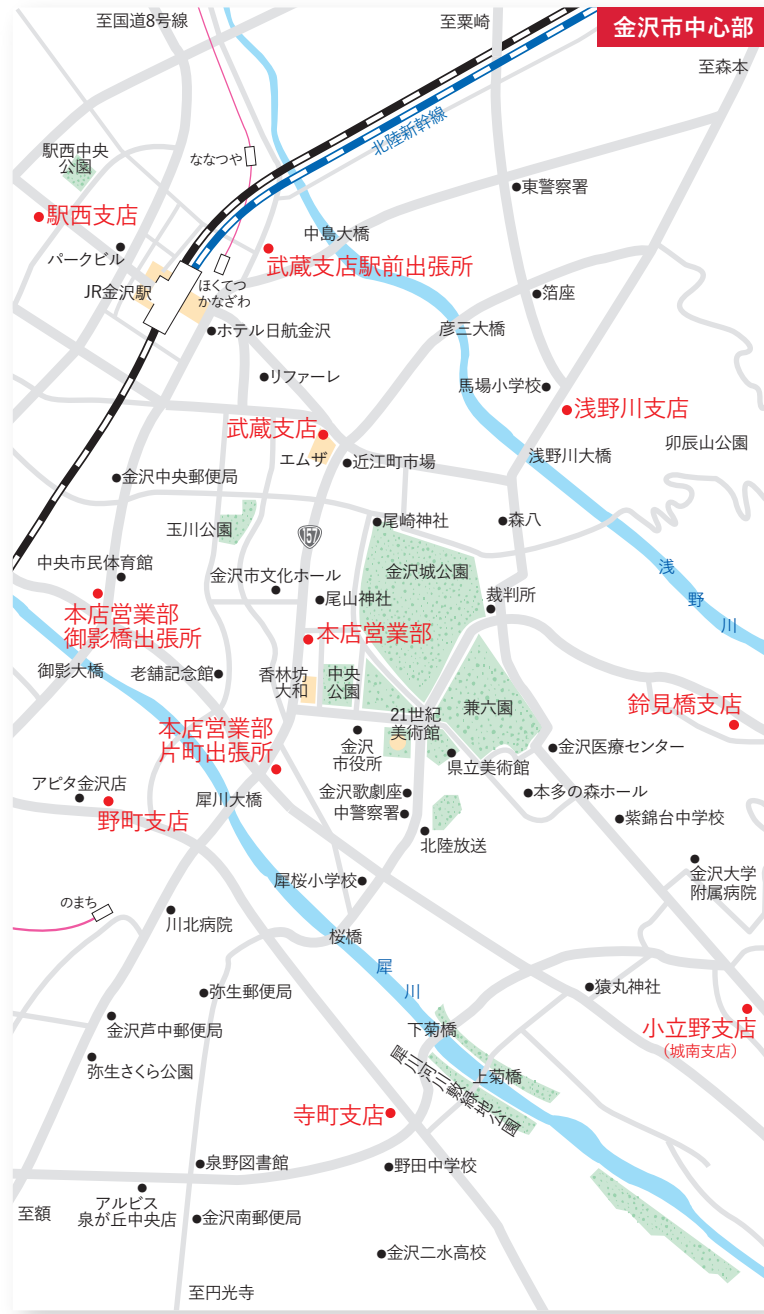 至国道8号線
至粟崎
金沢市中心部
至森本
北陸新幹線
駅西中央
公園
ななつや
東警察署
駅西支店
中島大橋
パークビル
武蔵支店駅前出張所
JR金沢駅
ほくてつ
かなざわ
箔座
ホテル日航金沢
彦三大橋
リファーレ
馬場小学校
浅野川支店
武蔵支店
卯辰山公園
エムザ
近江町市場
浅野川大橋
金沢中央郵便局
玉川公園
157
尾崎神社
森八
中央市民体育館
金沢市文化ホール
金沢城公園
浅野川
本店営業部
御影橋出張所
尾山神社
裁判所
本店営業部
御影大橋
老舗記念館
香林坊
大和
中央
公園
兼六園
鈴見橋支店
21世紀
美術館
本店営業部
片町出張所
金沢
市役所
県立美術館
金沢医療センター
アピタ金沢店
野町支店
犀川大橋
金沢歌劇座
中警察署
本多の森ホール
紫錦台中学校
北陸放送
金沢大学
附属病院
犀桜小学校
のまち
川北病院
桜橋
犀川
弥生郵便局
猿丸神社
金沢芦中郵便局
下菊橋
小立野支店
(城南支店)
弥生さくら公園
上菊橋
犀川河川敷緑地公園
寺町支店
泉野図書館
野田中学校
アルビス
泉が丘中央店
至額
金沢南郵便局
金沢二水高校
至円光寺